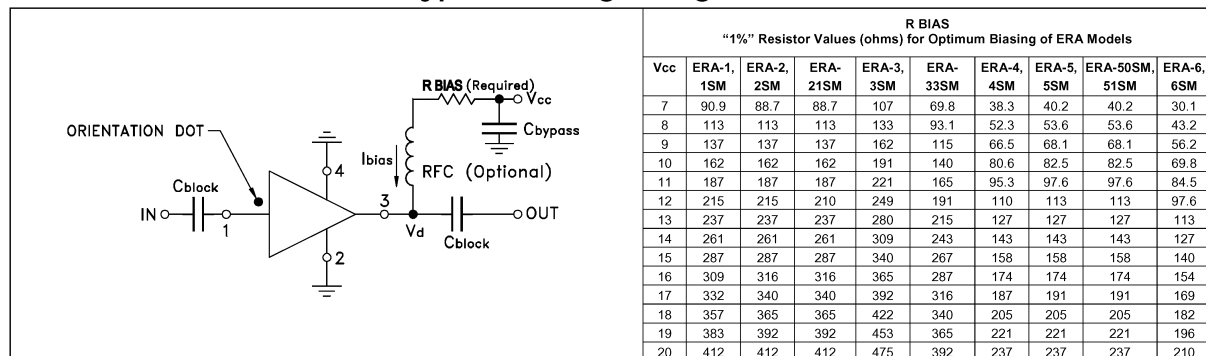 R BIAS (Required)
Vcc
Cbypass
ORIENTATION DOT
Ibias
RFC (Optional)
4
Cblock
3
IN
OUT
1
Vd
Cblock
2
R BIAS
“1%” Resistor Values (ohms) for Optimum Biasing of ERA Models
Vcc ERA-1, 1SM ERA-2, 2SM ERA-21SM ERA-3, 3SM ERA-33SM ERA-4, 4SM ERA-5, 5SM ERA-50SM, 51SM ERA-6, 6SM
7 90.9 88.7 88.7 107 69.8 38.3 40.2 40.2 30.1
8 113 113 113 133 93.1 52.3 53.6 53.6 43.2
9 137 137 137 162 115 66.5 68.1 68.1 56.2
10 162 162 162 191 140 80.6 82.5 82.5 69.8
11 187 187 187 221 165 95.3 97.6 97.6 84.5
12 215 215 210 249 191 110 113 113 97.6
13 237 237 237 280 215 127 127 127 113
14 261 261 261 309 243 143 143 143 127
15 287 287 287 340 267 158 158 158 140
16 309 316 316 365 287 174 174 174 154
17 332 340 340 392 316 187 191 191 169
18 357 365 365 422 340 205 205 205 182
19 383 392 392 453 365 221 221 221 196
20 412 412 412 475 392 237 237 237 210